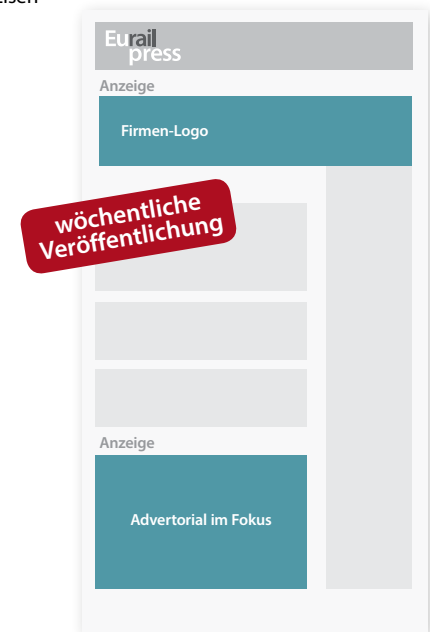 Eurail
press
Anzeige
Firmen-Logo
wöchentliche
Veröffentlichung
Anzeige
Advertorial im Fokus